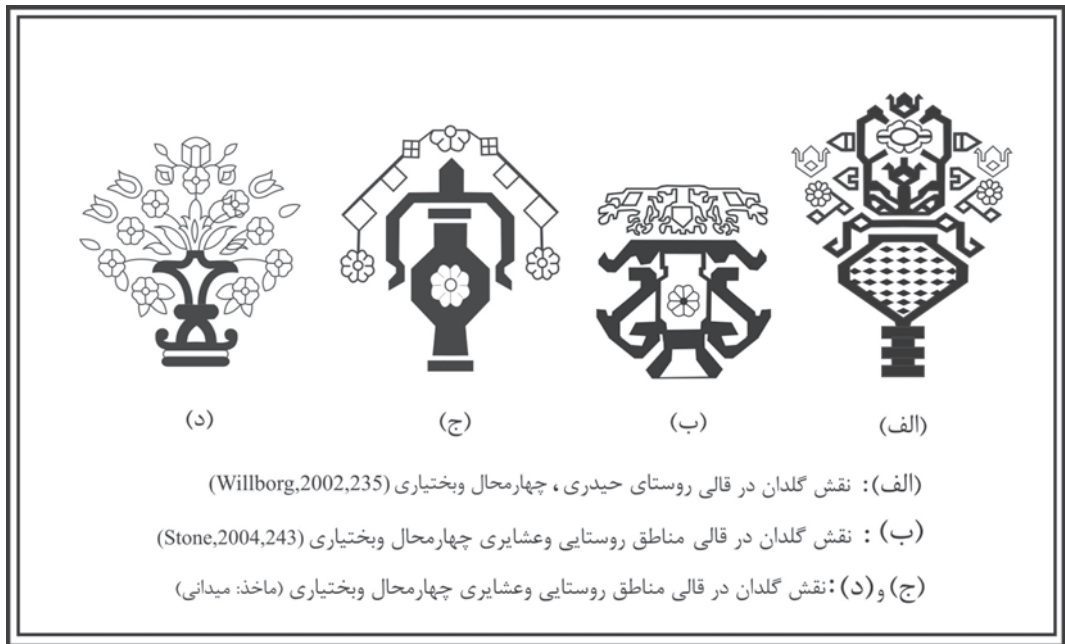 (الف) (ب) (ج) (د)
(الف): نقش گلدان در قالی روستای حیدری، چهارمحال وبختیاری (Willborg,2002,235)
(ب) : نقش گلدان در قالی مناطق روستایی وعشایری چهارمحال وبختیاری (Stone,2004,243)
(ج) و (د):نقش گلدان در قالی مناطق روستایی وعشایری چهارمحال وبختیاری (ماخذ: میدانی)